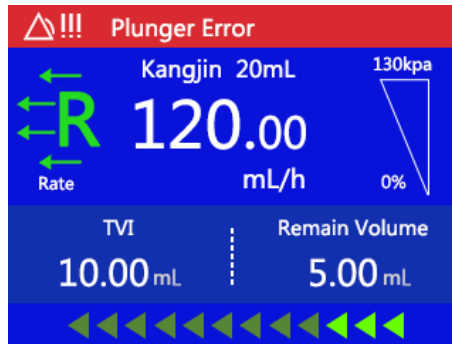 !!! Plunger Error
Kangjin 20mL
130kpa
R
120.00
Rate
mL/h
0%
TVI
Remain Volume
10.00 mL
5.00 mL